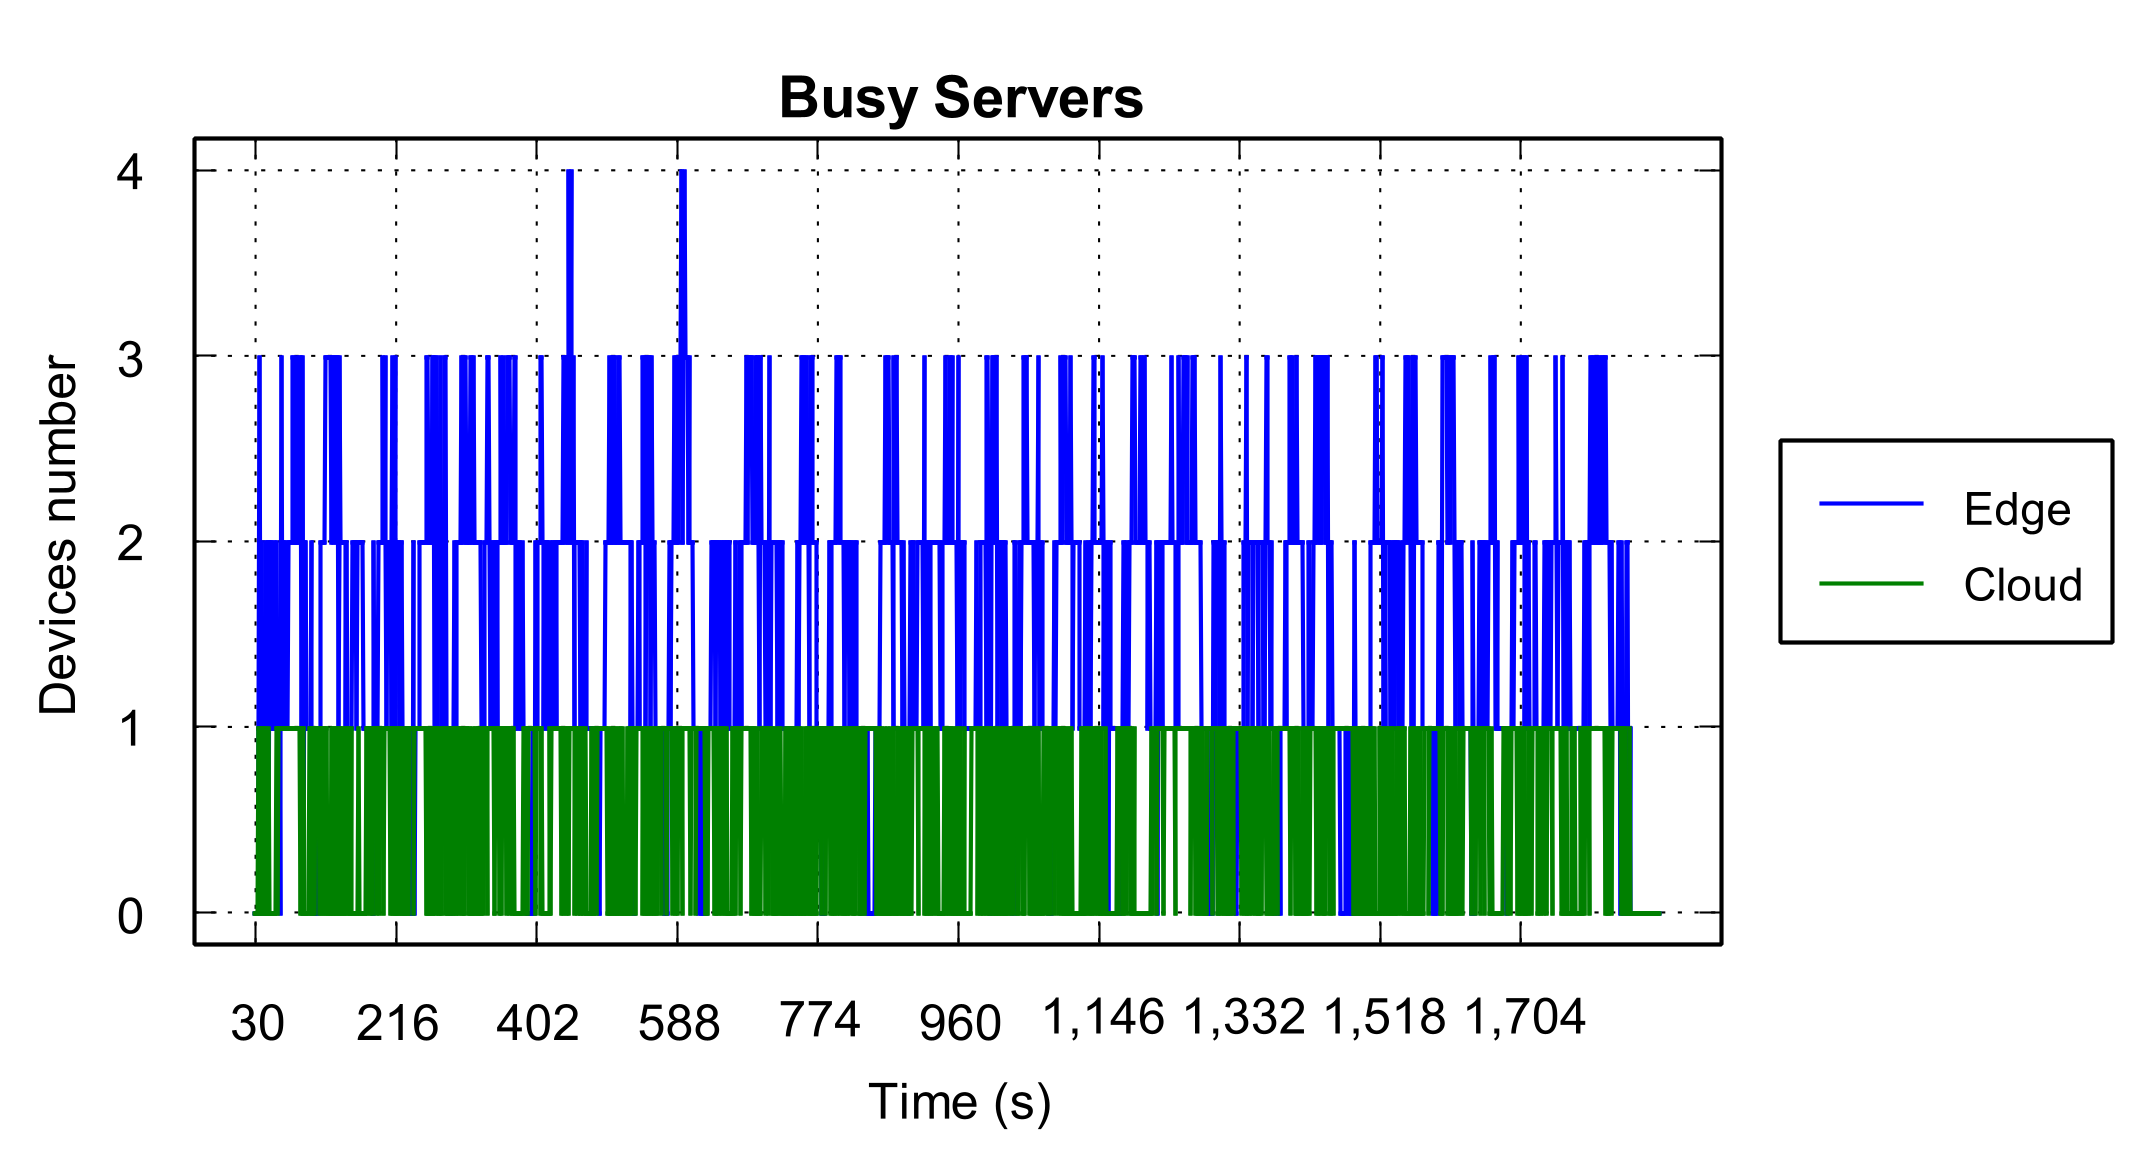 Busy Servers
4
3
2
1
0
Devices number
30 216 402 588 774 960 1,146 1,332 1,518 1,704
Time (s)
Edge
Cloud